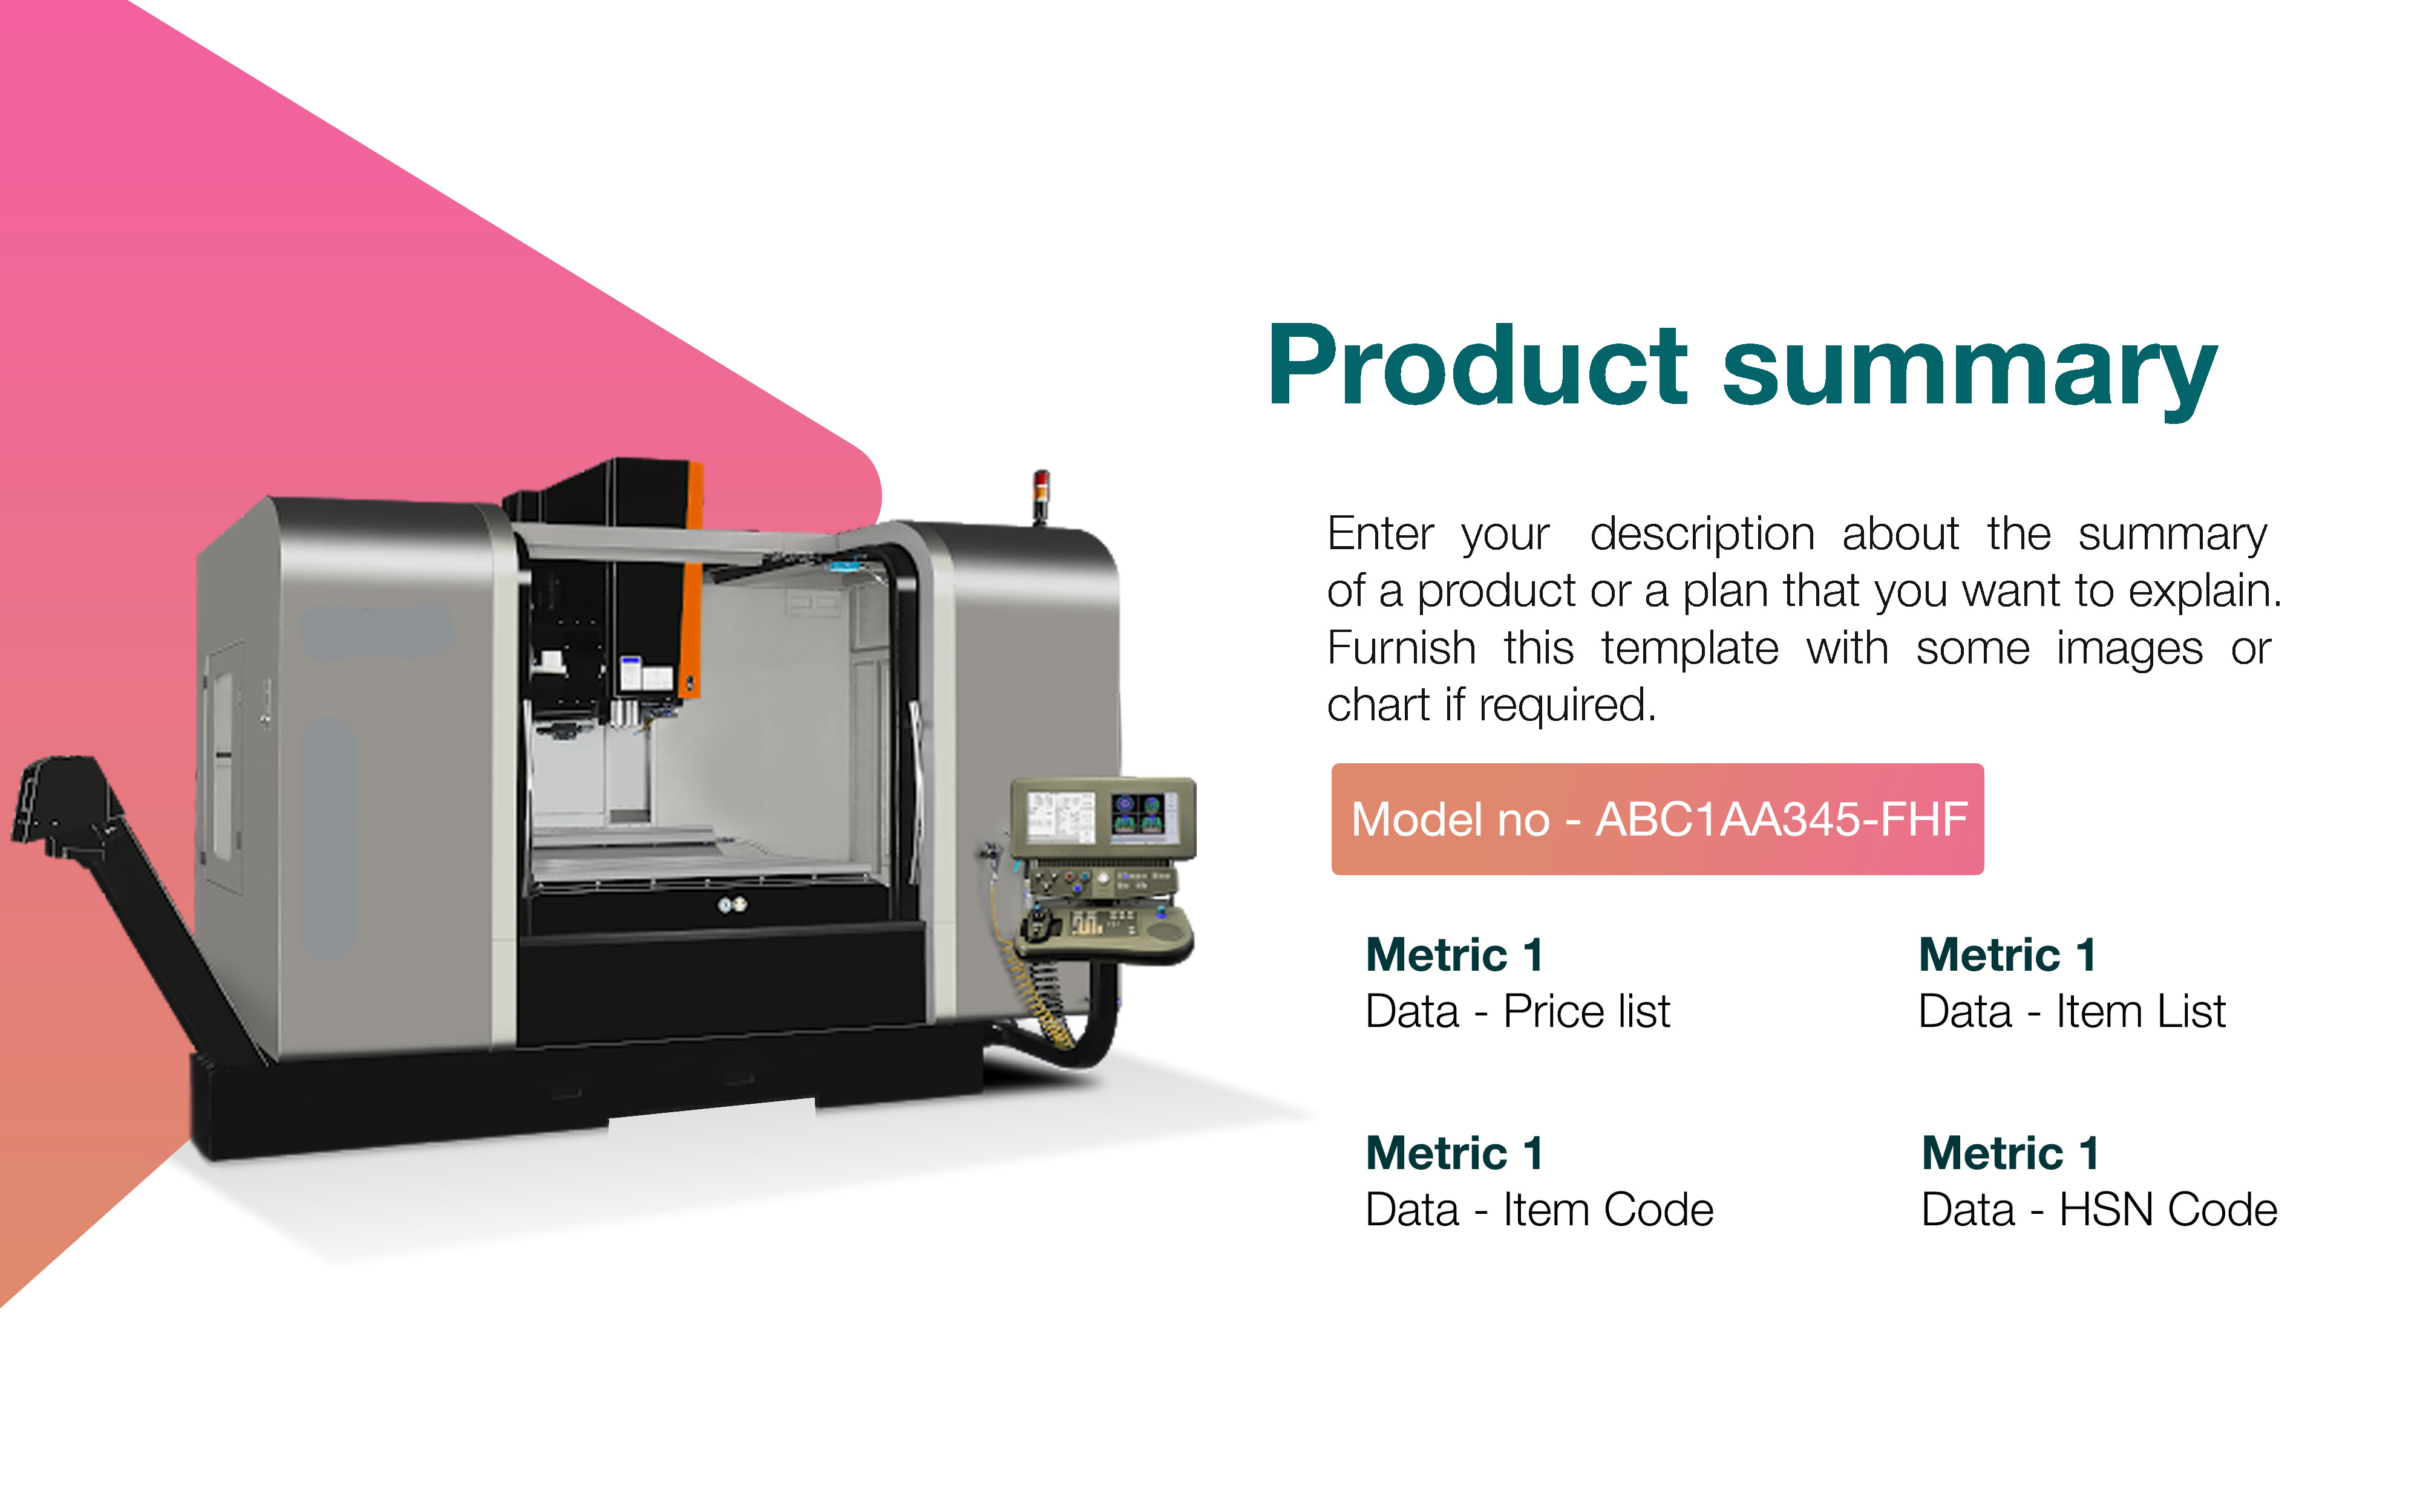 Product summary
Enter your description about the summary
of a product or a plan that you want to explain.
Furnish this template with some images or
chart if required.
Model no - ABC1AA345-FHF
Metric 1
Data - Price list
Metric 1
Data - Item List
Metric 1
Data - Item Code
Metric 1
Data - HSN Code